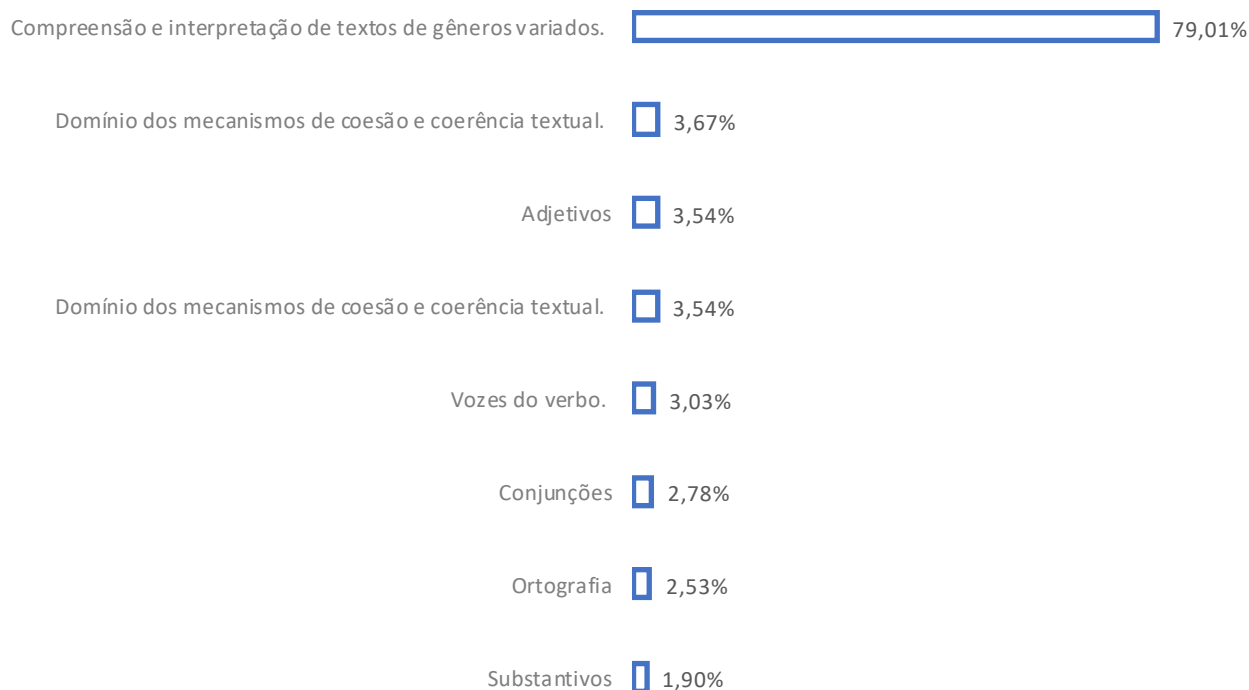 Compreensão e interpretação de textos de gêneros variados. 79,01%
Domínio dos mecanismos de coesão e coerência textual. 3,67%
Adjetivos 3,54%
Domínio dos mecanismos de coesão e coerência textual. 3,54%
Vozes do verbo. 3,03%
Conjunções 2,78%
Ortografia 2,53%
Substantivos 1,90%